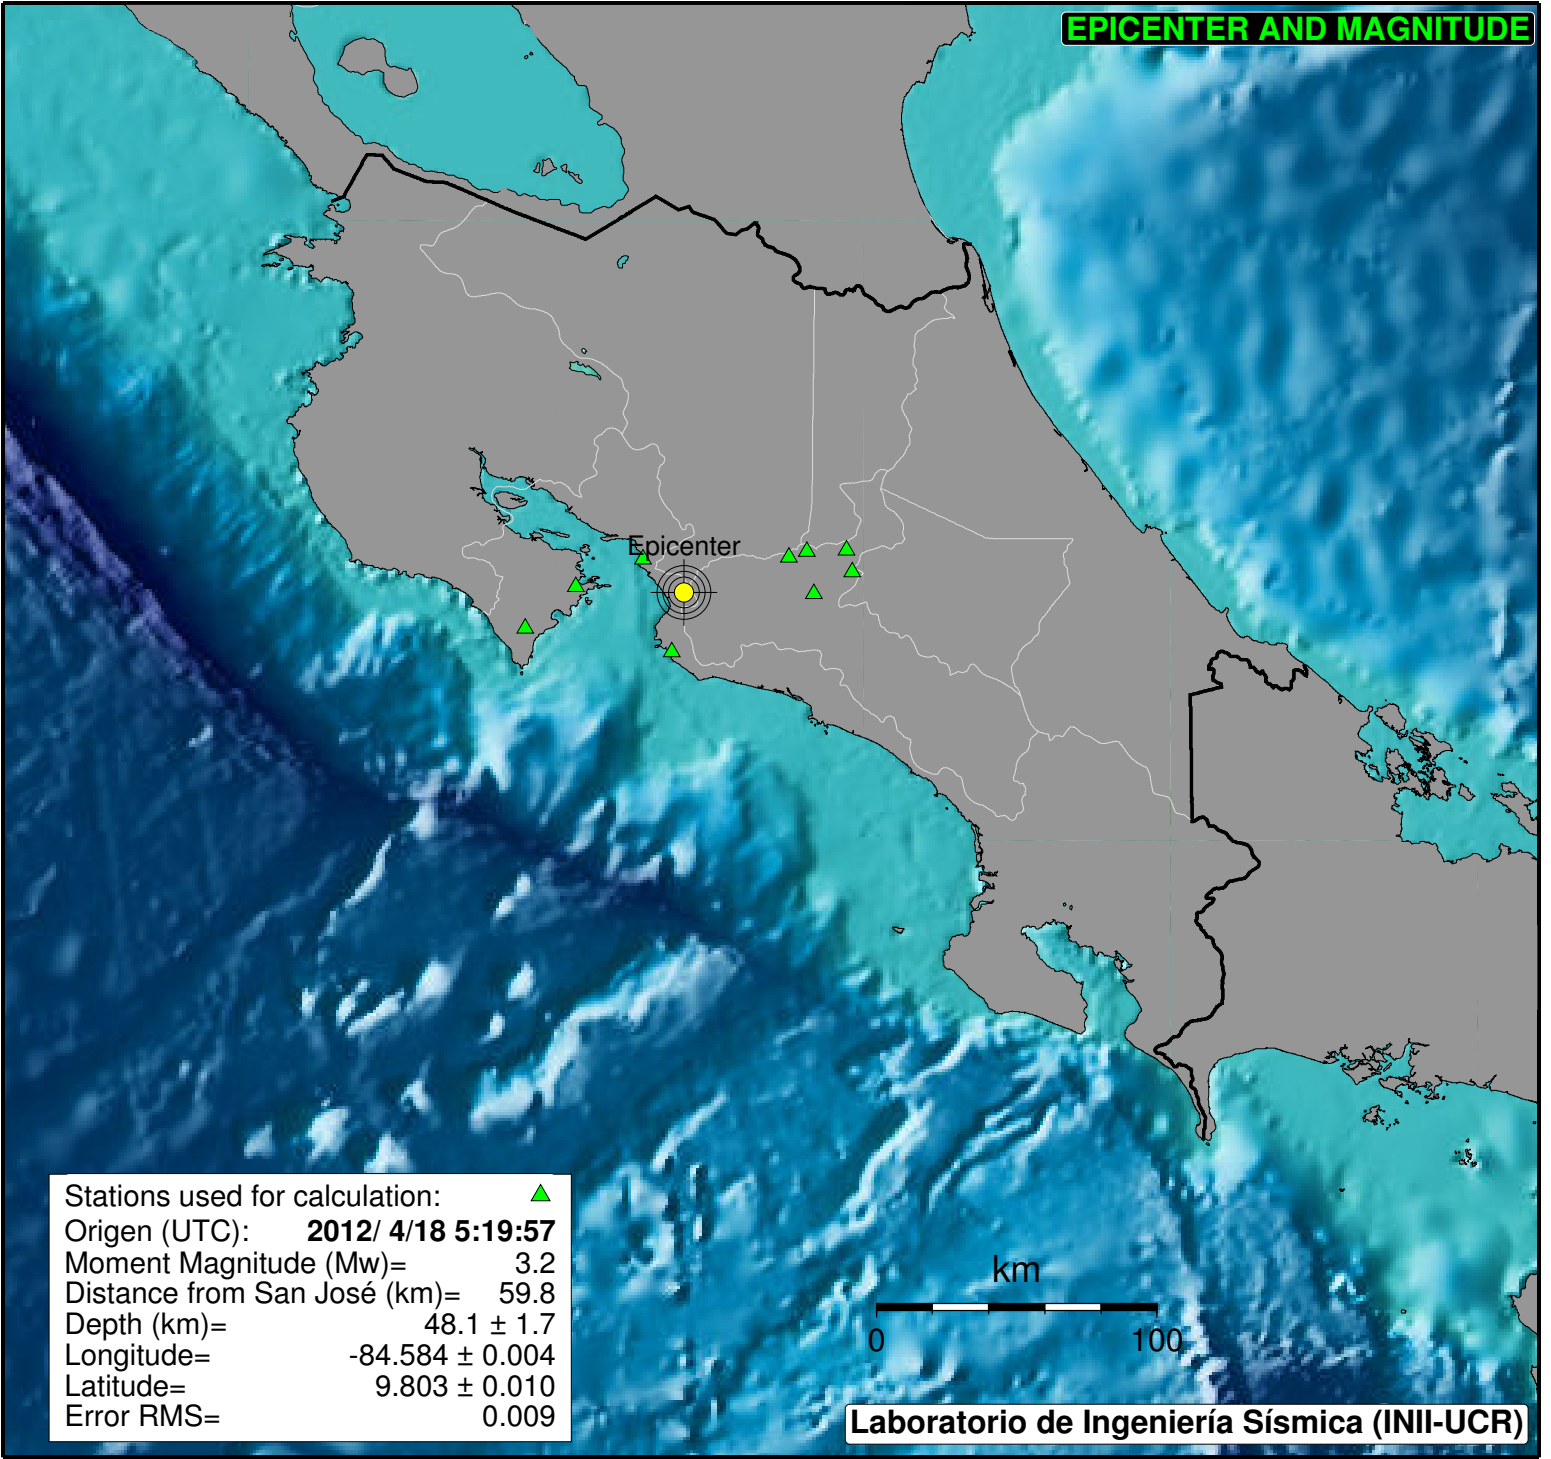 EPICENTER AND MAGNITUDE
Epicenter
Stations used for calculation:
Origen (UTC): 2012/ 4/18 5:19:57
Moment Magnitude (Mw)= 3.2
Distance from San José (km)= 59.8
Depth (km)= 48.1 ± 1.7
Longitude= -84.584 ± 0.004
Latitude= 9.803 ± 0.010
Error RMS= 0.009
km
0 100
Laboratorio de Ingeniería Sísmica (INII-UCR)